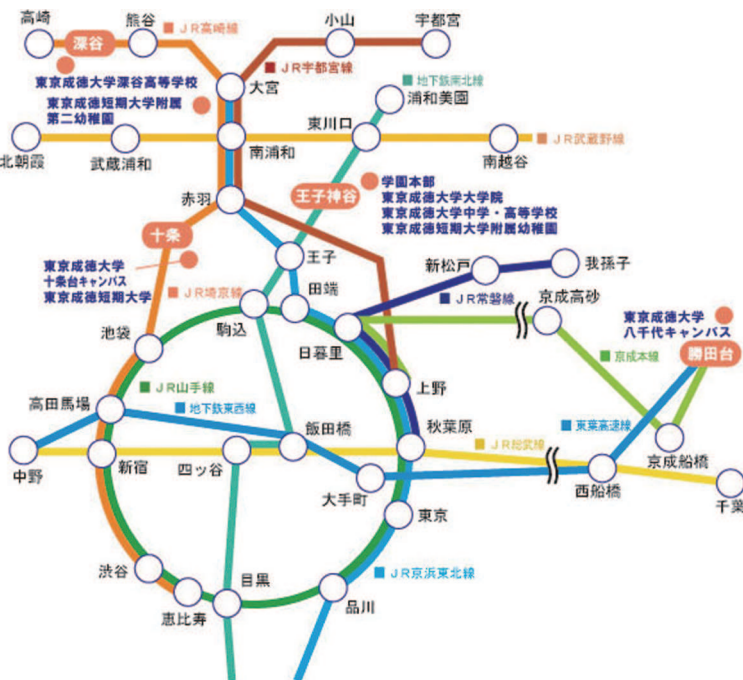 高崎
深谷
熊谷
■ JR高崎線
小山
宇都宮
■ JR宇都宮線
東京成徳大学深谷高等学校
東京成徳短期大学附属
第二幼稚園
大宮
■ 地下鉄南北線
浦和美園
東川口
北朝霞
武蔵浦和
南浦和
南越谷
■ JR武蔵野線
赤羽
王子神谷
学園本部
東京成徳大学大学院
東京成徳大学中学・高等学校
東京成徳短期大学附属幼稚園
十条
東京成徳大学
十条台キャンパス
東京成徳短期大学
■ JR埼京線
王子
田端
駒込
日暮里
新松戸
我孫子
■ JR常磐線
京成高砂
東京成徳大学
八千代キャンパス
勝田台
■ 京成本線
池袋
上野
■ JR山手線
高田馬場
■ 地下鉄東西線
飯田橋
秋葉原
■ JR総武線
■ 東葉高速線
京成船橋
中野
新宿
四ッ谷
大手町
西船橋
千葉
東京
渋谷
恵比寿
目黒
品川
■ JR京浜東北線